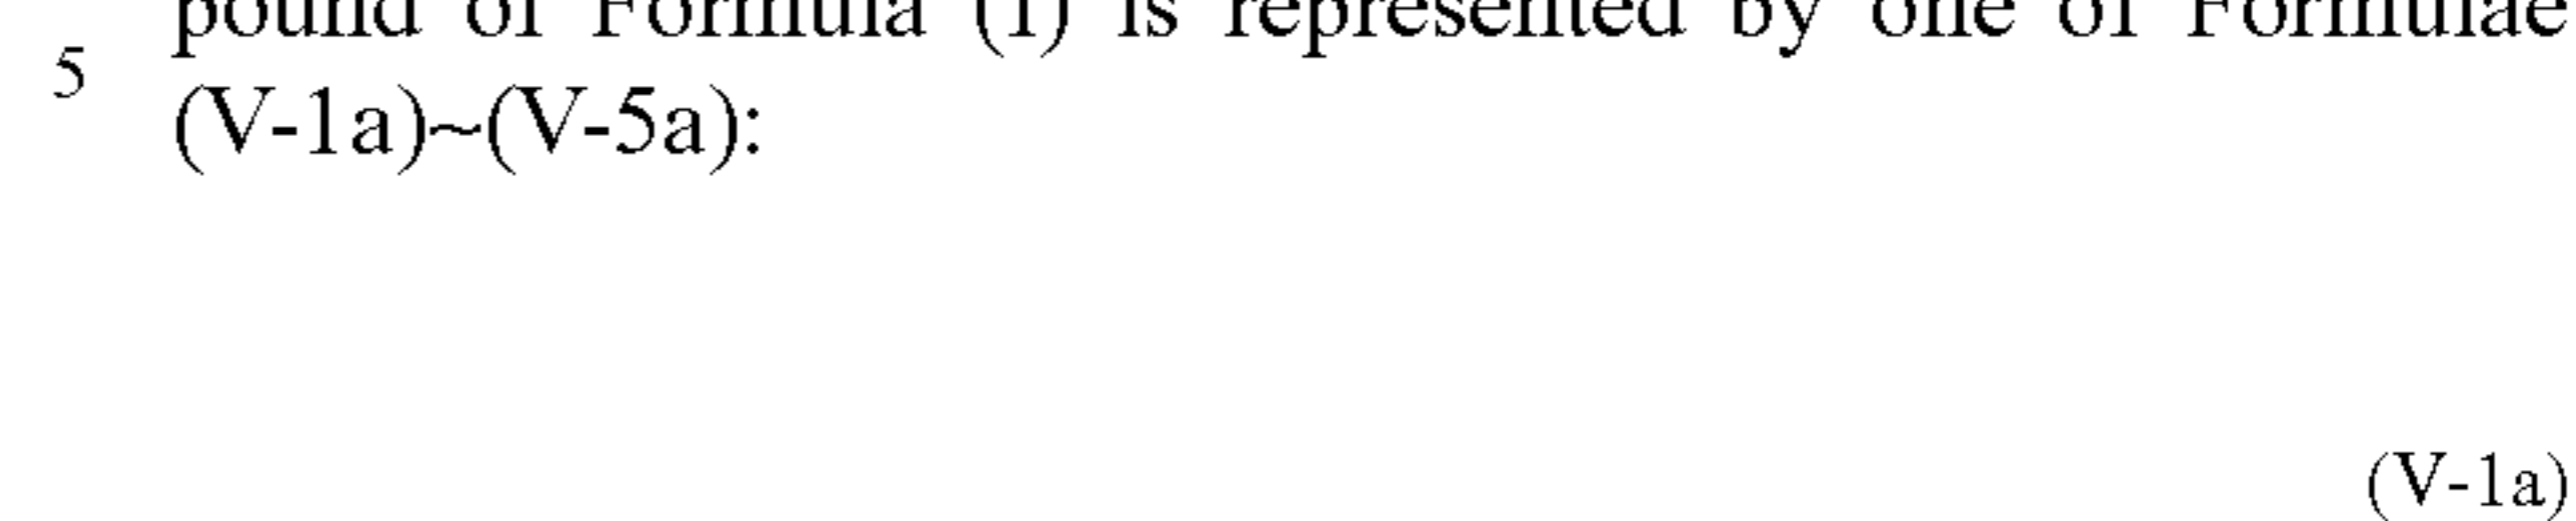 pound of Formula (I) is represented by one of Formulae
5
(V-1a)~(V-5a):
(V-1a)